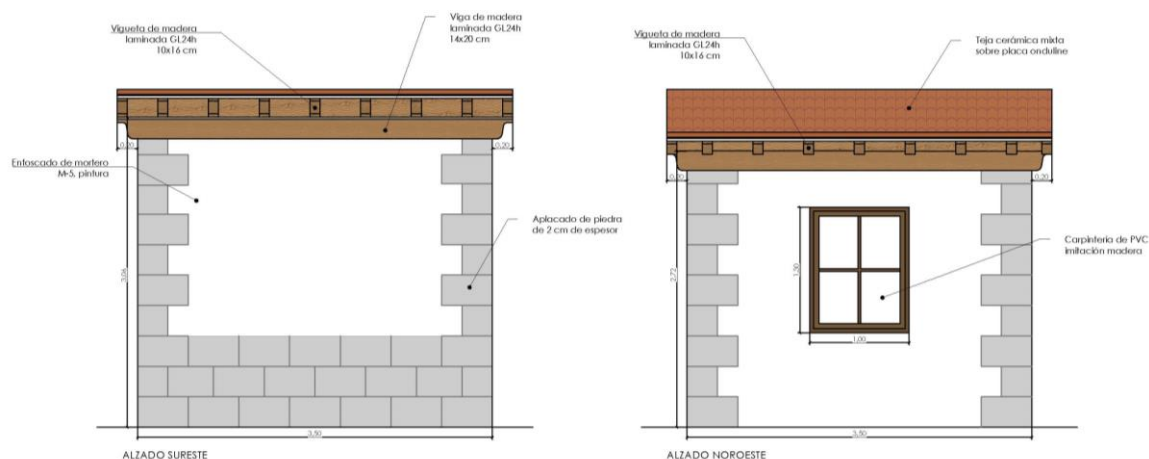 Vigueta de madera
laminada GL24h
10x16 cm
Viga de madera
laminada GL24h
14x20 cm
0,20
0,20
Enfoscado de mortero
M-5, pintura
Aplacado de piedra
de 2 cm de espesor
3,06
3,50
ALZADO SURESTE
Vigueta de madera
laminada GL24h
10x16 cm
Teja cerámica mixta
sobre placa onduline
0,20
0,20
Carpintería de PVC
imitación madera
2,72
1,30
1,00
3,50
ALZADO NOROESTE